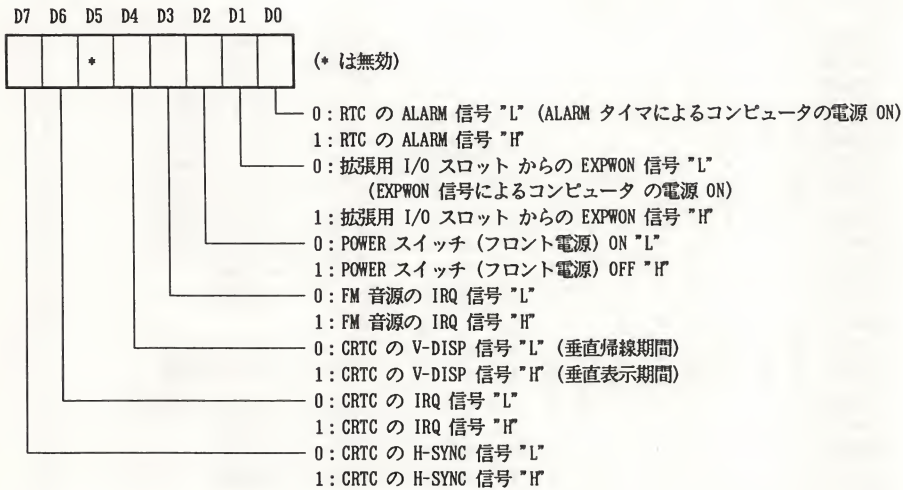 D7 D6 D5 D4 D3 D2 D1 D0
*
(* は無効)
0:RTC の ALARM 信号 "L" (ALARM タイマによるコンピュータの電源 ON)
1:RTC の ALARM 信号 "H"
0:拡張用 I/O スロット からの EXPWON 信号 "L"
(EXPWON 信号によるコンピュータ の電源 ON)
1:拡張用 I/O スロット からの EXPWON 信号 "H"
0:POWER スイッチ (フロント電源) ON "L"
1:POWER スイッチ (フロント電源) OFF "H"
0:FM 音源の IRQ 信号 "L"
1:FM 音源の IRQ 信号 "H"
0:CRTC の V-DISP 信号 "L" (垂直帰線期間)
1:CRTC の V-DISP 信号 "H" (垂直表示期間)
0:CRTC の IRQ 信号 "L"
1:CRTC の IRQ 信号 "H"
0:CRTC の H-SYNC 信号 "L"
1:CRTC の H-SYNC 信号 "H"